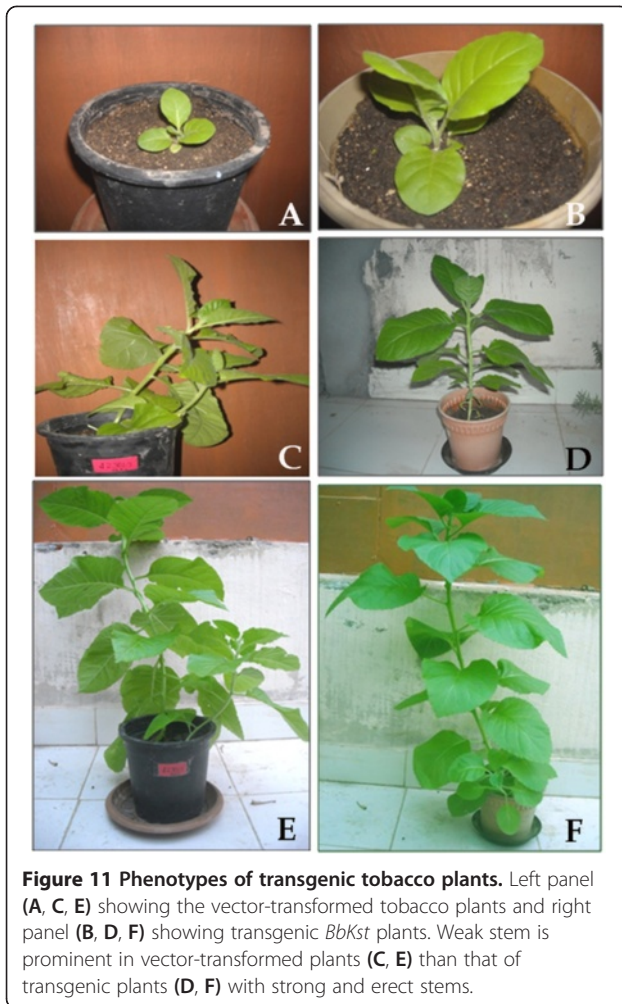 A
B
C
D
E
F
Figure 11 Phenotypes of transgenic tobacco plants. Left panel
(A, C, E) showing the vector-transformed tobacco plants and right
panel (B, D, F) showing transgenic BbKst plants. Weak stem is
prominent in vector-transformed plants (C, E) than that of
transgenic plants (D, F) with strong and erect stems.